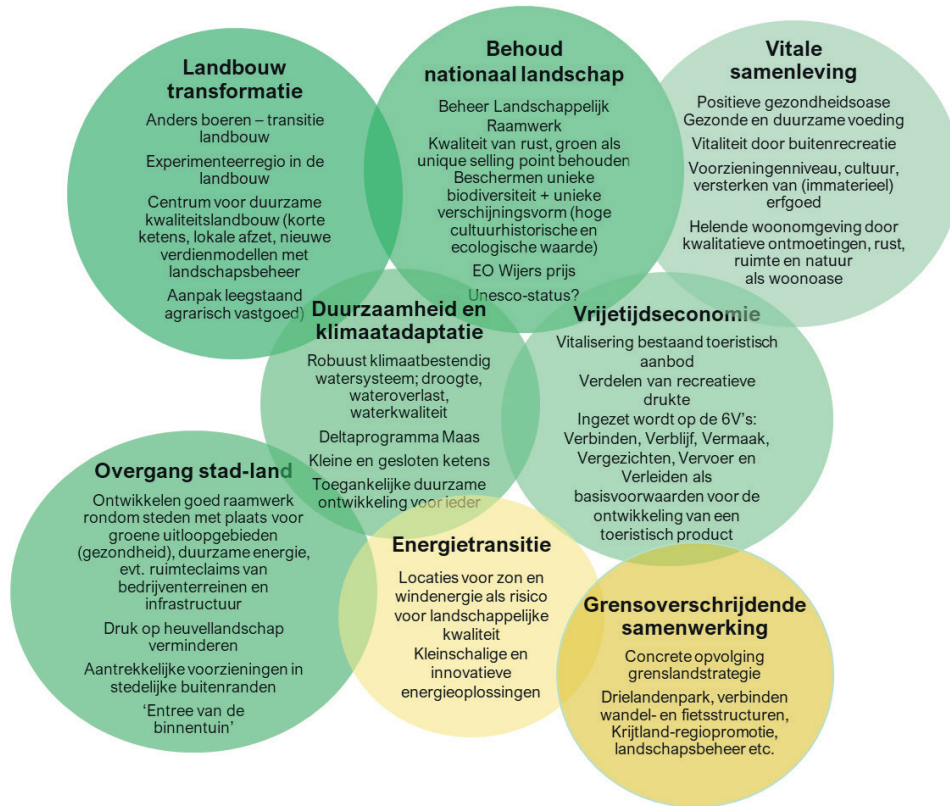 Landbouw
transformatie
Anders boeren – transitie
landbouw
Experimenteerregio in de
landbouw
Centrum voor duurzame
kwaliteitslandbouw (korte
ketens, lokale afzet, nieuwe
verdienmodellen met
landschapsbeheer
Aanpak leegstaand
agrarisch vastgoed)
Behoud
nationaal landschap
Beheer Landschappelijk
Raamwerk
Kwaliteit van rust, groen als
unique selling point behouden
Beschermen unieke
biodiversiteit + unieke
verschijningsvorm (hoge
cultuurhistorische en
ecologische waarde)
EO Wijers prijs
Unesco-status?
Vitale
samenleving
Positieve gezondheidsoase
Gezonde en duurzame voeding
Vitaliteit door buitenrecreatie
Voorzieningenniveau, cultuur,
versterken van (immaterieel)
erfgoed
Helende woonomgeving door
kwalitatieve ontmoetingen, rust,
ruimte en natuur
als woonoase
Duurzaamheid en
klimaatadaptatie
Robuust klimaatbestendig
watersysteem; droogte,
wateroverlast,
waterkwaliteit
Deltaprogramma Maas
Kleine en gesloten ketens
Toegankelijke duurzame
ontwikkeling voor ieder
Vrijetijdseconomie
Vitalisering bestaand toeristisch
aanbod
Verdelen van recreatieve
drukte
Ingezet wordt op de 6V's:
Verbinden, Verblijf, Vermaak,
Vergezichten, Vervoer en
Verleiden als
basisvoorwaarden voor de
ontwikkeling van een
toeristisch product
Overgang stad-land
Ontwikkelen goed raamwerk
rondom steden met plaats voor
groene uitloopgebieden
(gezondheid), duurzame energie,
evt. ruimteclaims van
bedrijventerreinen en
infrastructuur
Druk op heuvellandschap
verminderen
Aantrekkelijke voorzieningen in
stedelijke buitenranden
'Entree van de
binnentuin'
Energietransitie
Locaties voor zon en
windenergie als risico
voor landschappelijke
kwaliteit
Kleinschalige en
innovatieve
energieoplossingen
Grensoverschrijdende
samenwerking
Concrete opvolging
grenslandstrategie
Drielandenpark, verbinden
wandel- en fietsstructuren,
Krijtland-regiopromotie,
landschapsbeheer etc.